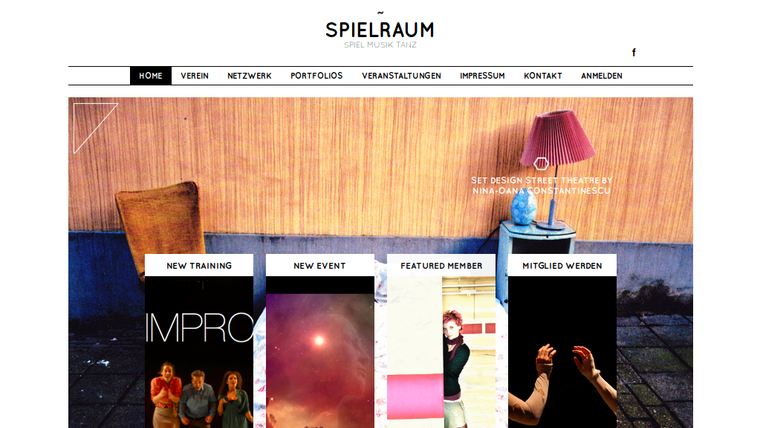 SPIELRAUM
SPIEL MUSIK TANZ
f
HOME VEREIN NETZWERK PORTFOLIOS VERANSTALTUNGEN IMPRESSUM KONTAKT ANMELDEN
SET DESIGN STREET THEATRE BY
NINA-OANA CONSTANTINESCU
NEW TRAINING NEW EVENT FEATURED MEMBER MITGLIED WERDEN
IMPRO